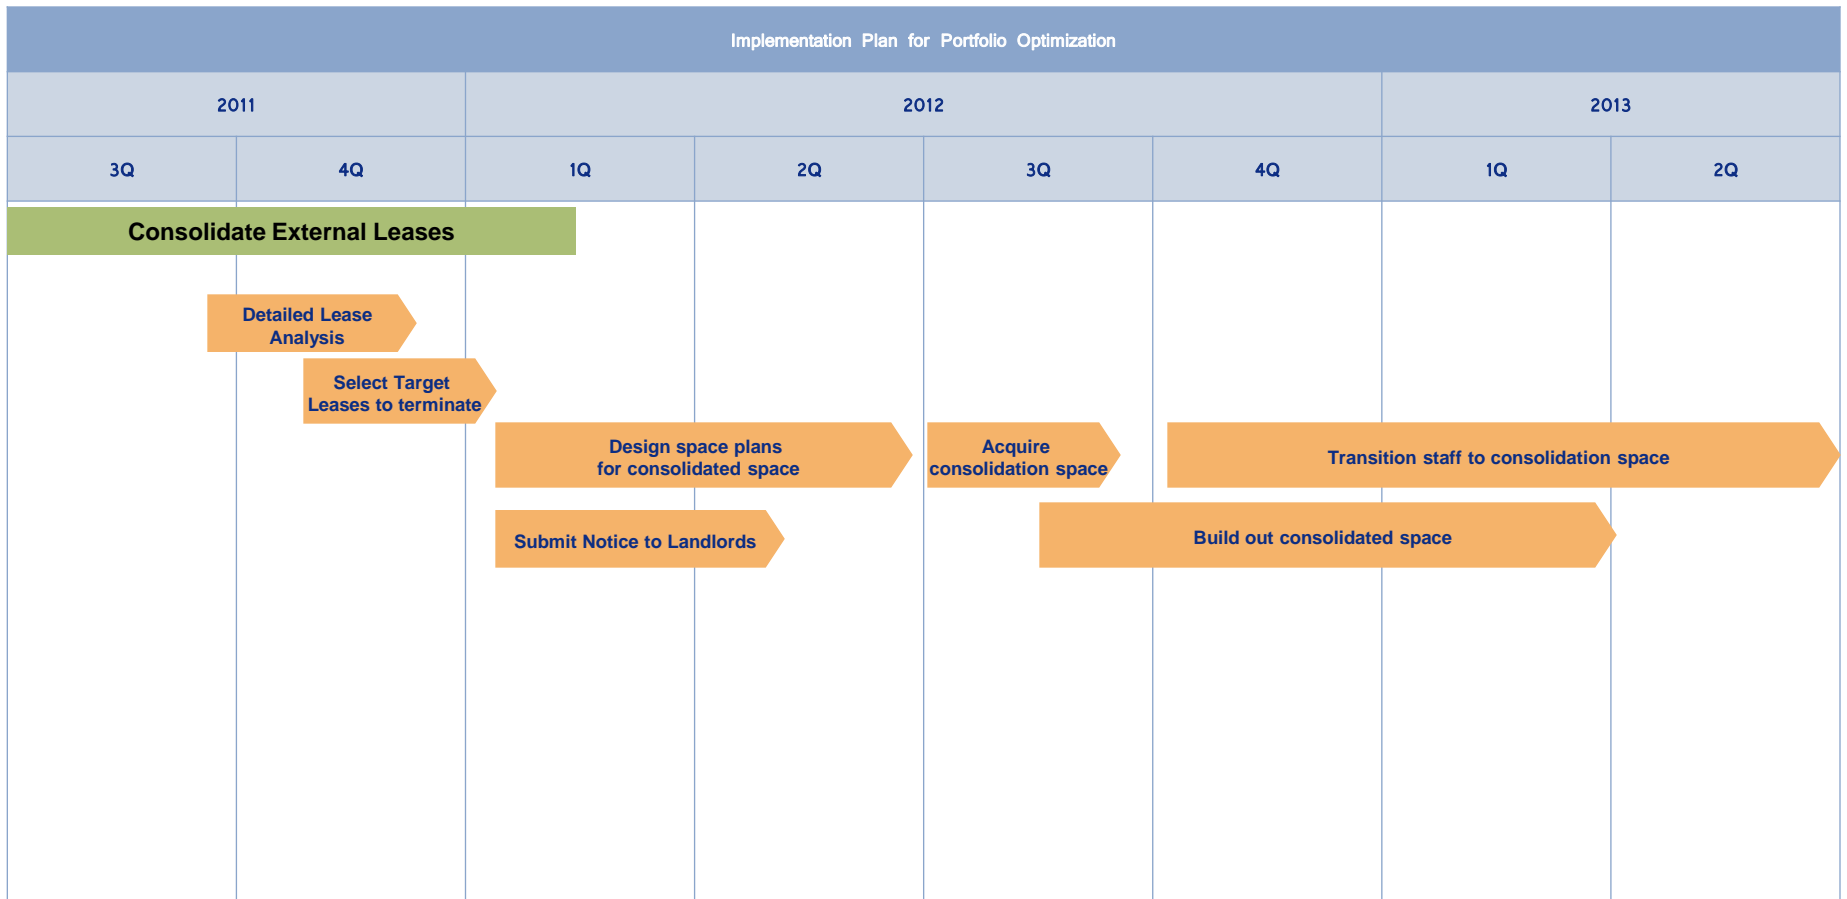 Implementation Plan for Portfolio Optimization
2011 2012 2013
3Q 4Q 1Q 2Q 3Q 4Q 1Q 2Q
Consolidate External Leases
Detailed Lease
Analysis
Select Target
Leases to terminate
Design space plans
for consolidated space
Acquire
consolidation space
Transition staff to consolidation space
Submit Notice to Landlords
Build out consolidated space